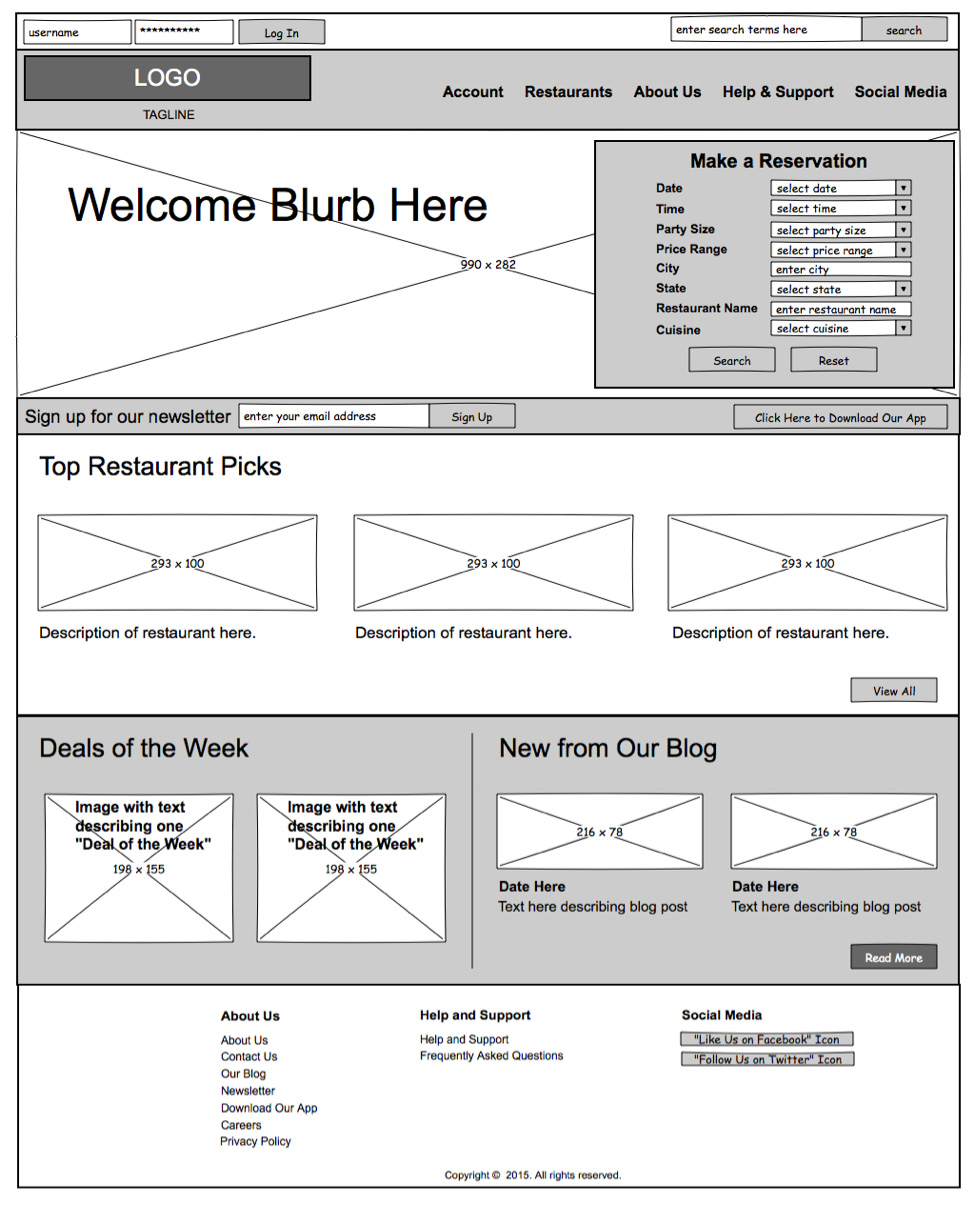 username
**********
Log In
enter search terms here
search
LOGO
TAGLINE
Account
Restaurants
About Us
Help & Support
Social Media
Welcome Blurb Here
990 x 282
Make a Reservation
Date
select date
Time
select time
Party Size
select party size
Price Range
select price range
City
enter city
State
select state
Restaurant Name
enter restaurant name
Cuisine
select cuisine
Search
Reset
Sign up for our newsletter
enter your email address
Sign Up
Click Here to Download Our App
Top Restaurant Picks
293 x 100
293 x 100
293 x 100
Description of restaurant here.
Description of restaurant here.
Description of restaurant here.
View All
Deals of the Week
Image with text
describing one
"Deal of the Week"
198 x 155
Image with text
describing one
"Deal of the Week"
198 x 155
New from Our Blog
216 x 78
Date Here
Text here describing blog post
216 x 78
Date Here
Text here describing blog post
Read More
About Us
About Us
Contact Us
Our Blog
Newsletter
Download Our App
Careers
Privacy Policy
Help and Support
Help and Support
Frequently Asked Questions
Social Media
"Like Us on Facebook" Icon
"Follow Us on Twitter" Icon
Copyright © 2015. All rights reserved.